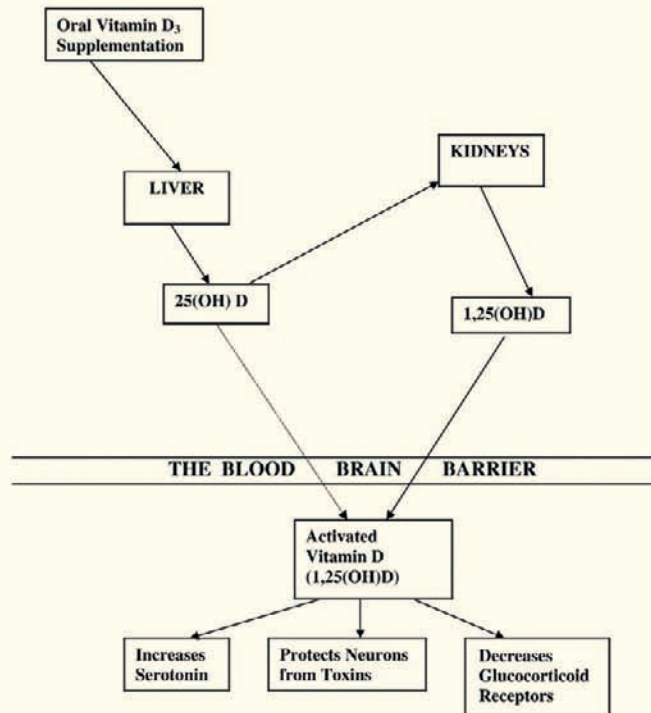 Oral Vitamin D₃
Supplementation
LIVER
KIDNEYS
25(OH) D
1,25(OH)D
THE BLOOD BRAIN BARRIER
Activated
Vitamin D
(1,25(OH)D)
Increases
Serotonin
Protects Neurons
from Toxins
Decreases
Glucocorticoid
Receptors